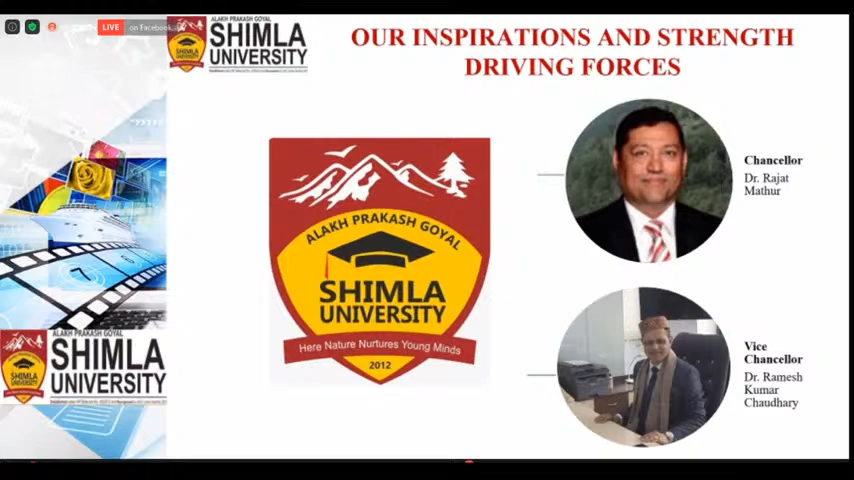 LIVE
on Facebook
ALAKH PRAKASH GOYAL
SHIMLA
UNIVERSITY
OUR INSPIRATIONS AND STRENGTH
DRIVING FORCES
ALAKH PRAKASH GOYAL
SHIMLA
UNIVERSITY
Here Nature Nurtures Young Minds
2012
Chancellor
Dr. Rajat
Mathur
Vice
Chancellor
Dr. Ramesh
Kumar
Chaudhary
7
ALAKH PRAKASH GOYAL
SHIMLA
UNIVERSITY
SHIMLA